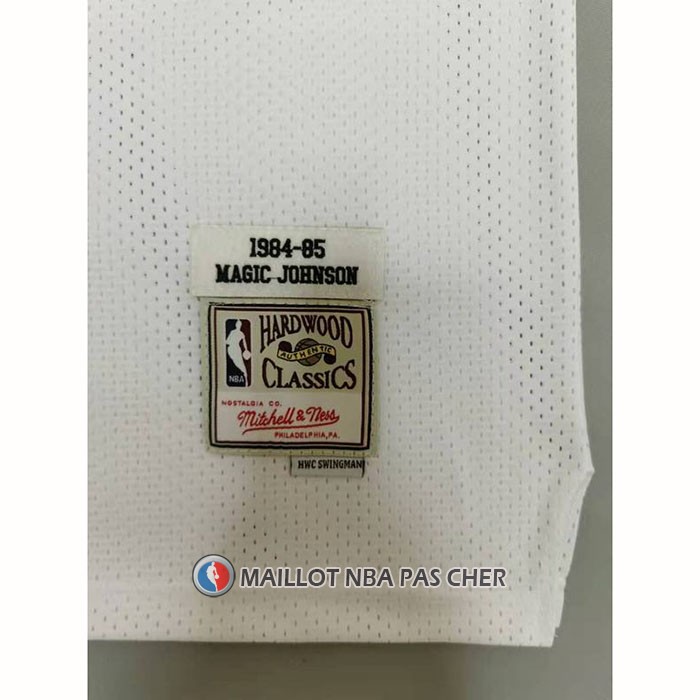 1984-85
MAGIC JOHNSON
HARDWOOD
AUTHENTIC
CLASSICS
NBA
NOSTALGIA CO.
Mitchell & Ness
PHILADELPHIA, PA.
HWC SWINGMAN
MAILLOT NBA PAS CHER